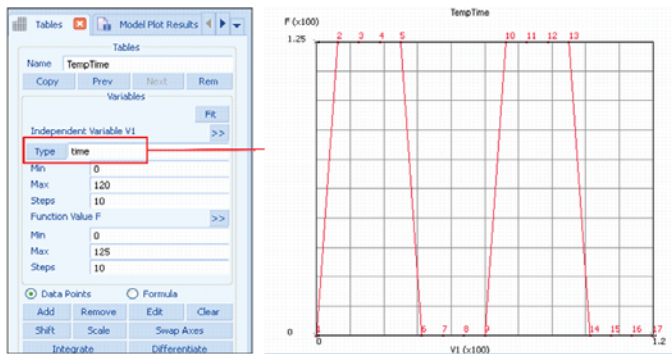 Tables
Model Plot Results
Tables
Name TempTime
Copy Prev Next Rem
Variables
Fit
Independent Variable V1 >>
Type time
Min 0
Max 120
Steps 10
Function Value F >>
Min 0
Max 125
Steps 10
Data Points Formula
Add Remove Edit Clear
Shift Scale Swap Axes
Integrate Differentiate
TempTime
F (x100)
1.25
2 3 4 5 10 11 12 13
0
1 6 7 8 9 14 15 16 17
0 1.2
V1 (x100)